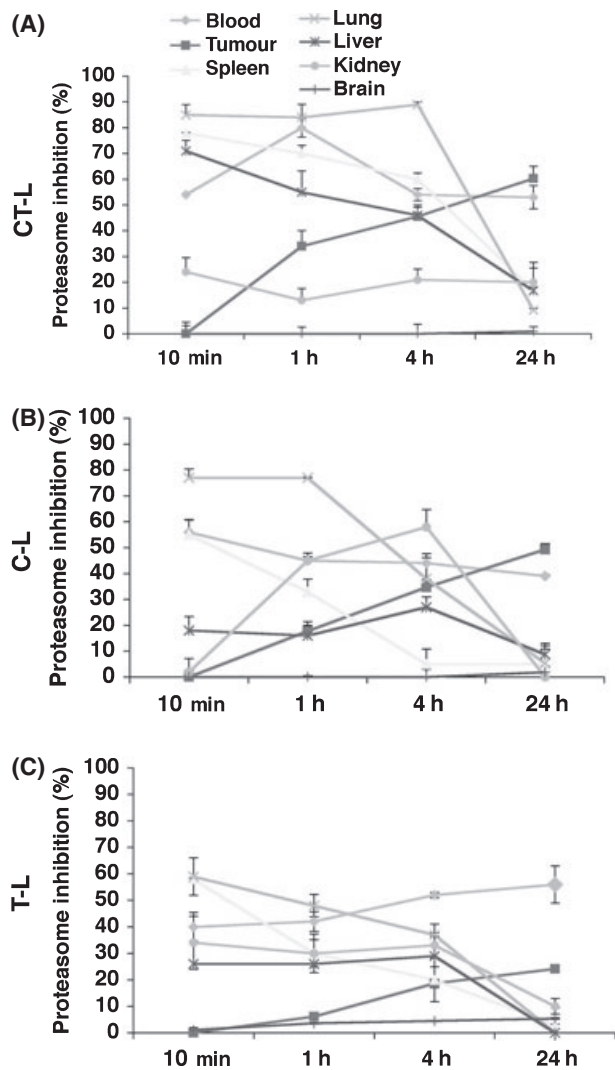 (A)
Blood
Tumour
Spleen
Lung
Liver
Kidney
Brain
CT-L
Proteasome inhbition (%)
100
90
80
70
60
50
40
30
20
10
0
10 min 1 h 4 h 24 h
(B)
C-L
Proteasome inhibition (%)
100
90
80
70
60
50
40
30
20
10
0
10 min 1 h 4 h 24 h
(C)
T-L
Proteasome inhibition (%)
100
90
80
70
60
50
40
30
20
10
0
10 min 1 h 4 h 24 h